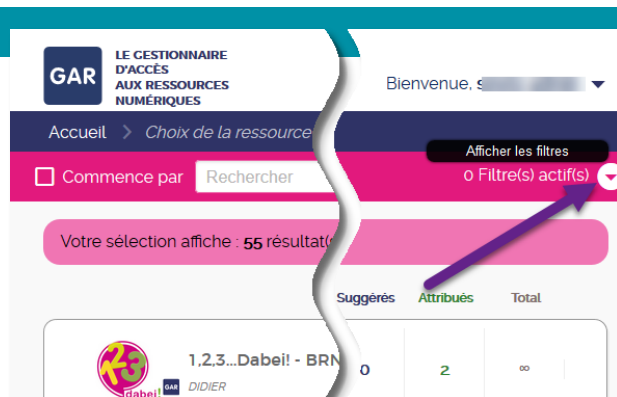 GAR
LE GESTIONNAIRE
D'ACCÈS
AUX RESSOURCES
NUMÉRIQUES
Bienvenue,
Accueil > Choix de la ressource
Afficher les filtres
Commence par Rechercher
0 Filtre(s) actif(s)
Votre sélection affiche : 55 résultat(
Suggérés Attribués Total
1,2,3...Dabei! - BRN
0 2 ∞
DIDIER
123
dabei!
GAR